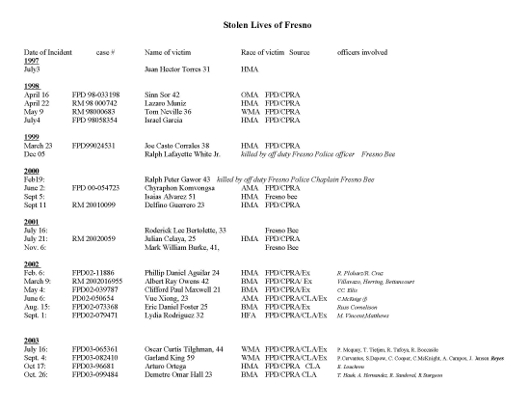 Stolen Lives of Fresno
Date of Incident case # Name of victim Race of victim Source officers involved
1997
July3 Juan Hector Torres 31 HMA
1998
April 16 FPD 98-033198 Sinn Sor 42 OMA FPD/CPRA
April 22 RM 98 000742 Lazaro Muniz HMA FPD/CPRA
May 9 RM 98000683 Tom Neville 36 WMA FPD/CPRA
July4 FPD 98058354 Israel Garcia HMA FPD/CPRA
1999
March 23 FPD99024531 Joe Casto Corrales 38 HMA FPD/CPRA
Dec 05 Ralph Lafayette White Jr. killed by off duty Fresno Police officer Fresno Bee
2000
Feb19: Ralph Peter Gawor 43 killed by off duty Fresno Police Chaplain Fresno Bee
June 2: FPD 00-054723 Chyraphon Komvongsa AMA FPD/CPRA
Sept 5: Isaias Alvarez 51 HMA Fresno bee
Sept 11 RM 20010099 Delfino Guerrero 23 HMA FPD/CPRA
2001
July 16: Roderick Lee Bertolette, 33 Fresno Bee
July 21: RM 20020059 Julian Celaya, 25 HMA FPD/CPRA
Nov. 6: Mark William Burke, 41, Fresno Bee
2002
Feb. 6: FPD02-11886 Phillip Daniel Aguilar 24 HMA FPD/CPRA/Ex R. Cruz
March 9: RM 2002016955 Albert Ray Owens 42 BMA FPD/CPRA/ Ex Villarazo, Herring, Bettancourt
May 4: FPD02-039787 Clifford Paul Maxwell 21 BMA FPD/CPRA/Ex CC. Ellis
June 6: FPD02-050654 Vue Xiong, 23 AMA FPD/CPRA/CLA/Ex C.McKnight
Aug. 15: FPD02-073368 Eric Daniel Foster 25 BMA FPD/CPRA/Ex Russ Cornelison
Sept. 1: FPD02-079471 Lydia Rodriguez 32 HFA FPD/CPRA/CLA/Ex M. Vincent/Matthews
2003
July 16: FPD03-065361 Oscar Curtis Tilghman, 44 WMA FPD/CPRA/CLA/Ex P. Mcquay, T. Tietjen, R. Tafoya, R. Boccasile
Sept. 4: FPD03-082410 Garland King 59 WMA FPD/CPRA/CLA/Ex P.Cervantes, S.Dupow, C. Cooper, C.McKnight, A. Campos, J. Jensen Reyes
Oct 17: FPD03-96681 Arturo Ortega HMA FPD/CPRA CLA R. Loucheno
Oct. 26: FPD03-099484 Demetre Omar Hall 23 BMA FPD/CPRA CLA T. Hank, A. Hernandez, R. Sandoval, B.Sturgeon